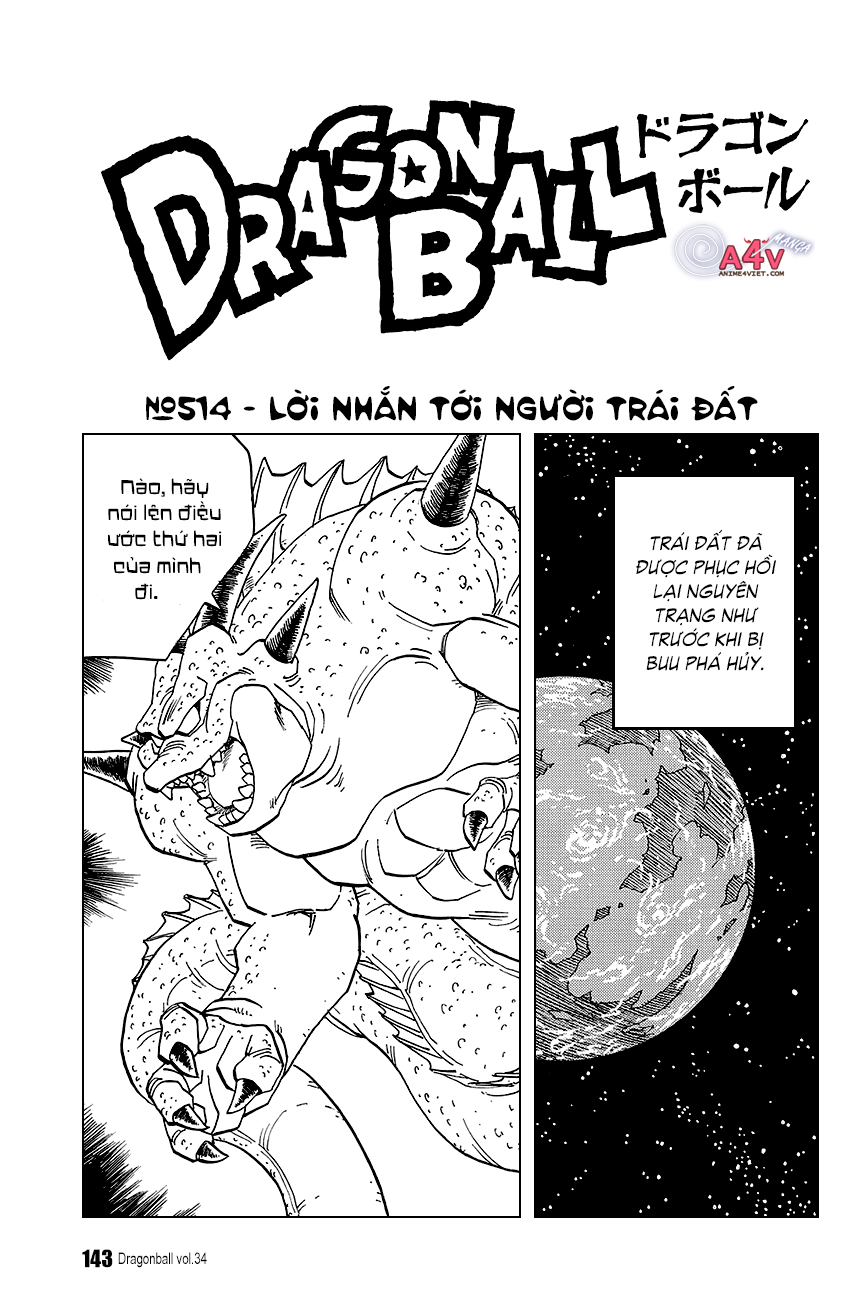 DRAGON
BALL
ドラゴン
ボール
A4V MANGA
ANIME4VIET.COM
№514 - LỜI NHẮN TỚI NGƯỜI TRÁI ĐẤT
TRÁI ĐẤT ĐÃ
ĐƯỢC PHỤC HỒI
LẠI NGUYÊN
TRẠNG NHƯ
TRƯỚC KHI BỊ
BUU PHÁ HỦY.
Nào, hãy
nói lên điều
ước thứ hai
của mình
đi.
143 Dragonball vol.34